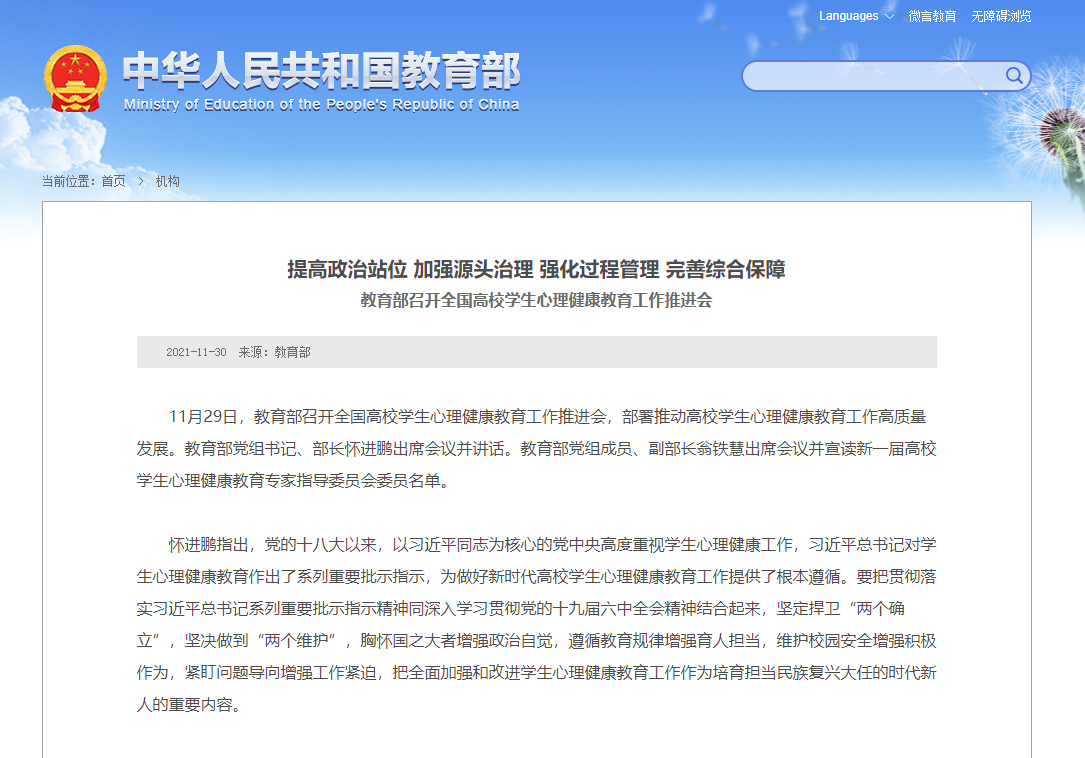 Languages 微言教育 无障碍浏览
中华人民共和国教育部
Ministry of Education of the People's Republic of China
当前位置：首页 > 机构
提高政治站位 加强源头治理 强化过程管理 完善综合保障
教育部召开全国高校学生心理健康教育工作推进会
2021-11-30 来源：教育部
11月29日，教育部召开全国高校学生心理健康教育工作推进会，部署推动高校学生心理健康教育工作高质量
发展。教育部党组书记、部长怀进鹏出席会议并讲话。教育部党组成员、副部长翁铁慧出席会议并宣读新一届高校
学生心理健康教育专家指导委员会委员名单。
怀进鹏指出，党的十八大以来，以习近平同志为核心的党中央高度重视学生心理健康工作，习近平总书记对学
生心理健康教育作出了系列重要批示指示，为做好新时代高校学生心理健康教育工作提供了根本遵循。要把贯彻落
实习近平总书记系列重要批示指示精神同深入学习贯彻党的十九届六中全会精神结合起来，坚定捍卫“两个确
立”，坚决做到“两个维护”，胸怀国之大者增强政治自觉，遵循教育规律增强育人担当，维护校园安全增强积极
作为，紧盯问题导向增强工作紧迫，把全面加强和改进学生心理健康教育工作作为培育担当民族复兴大任的时代新
人的重要内容。